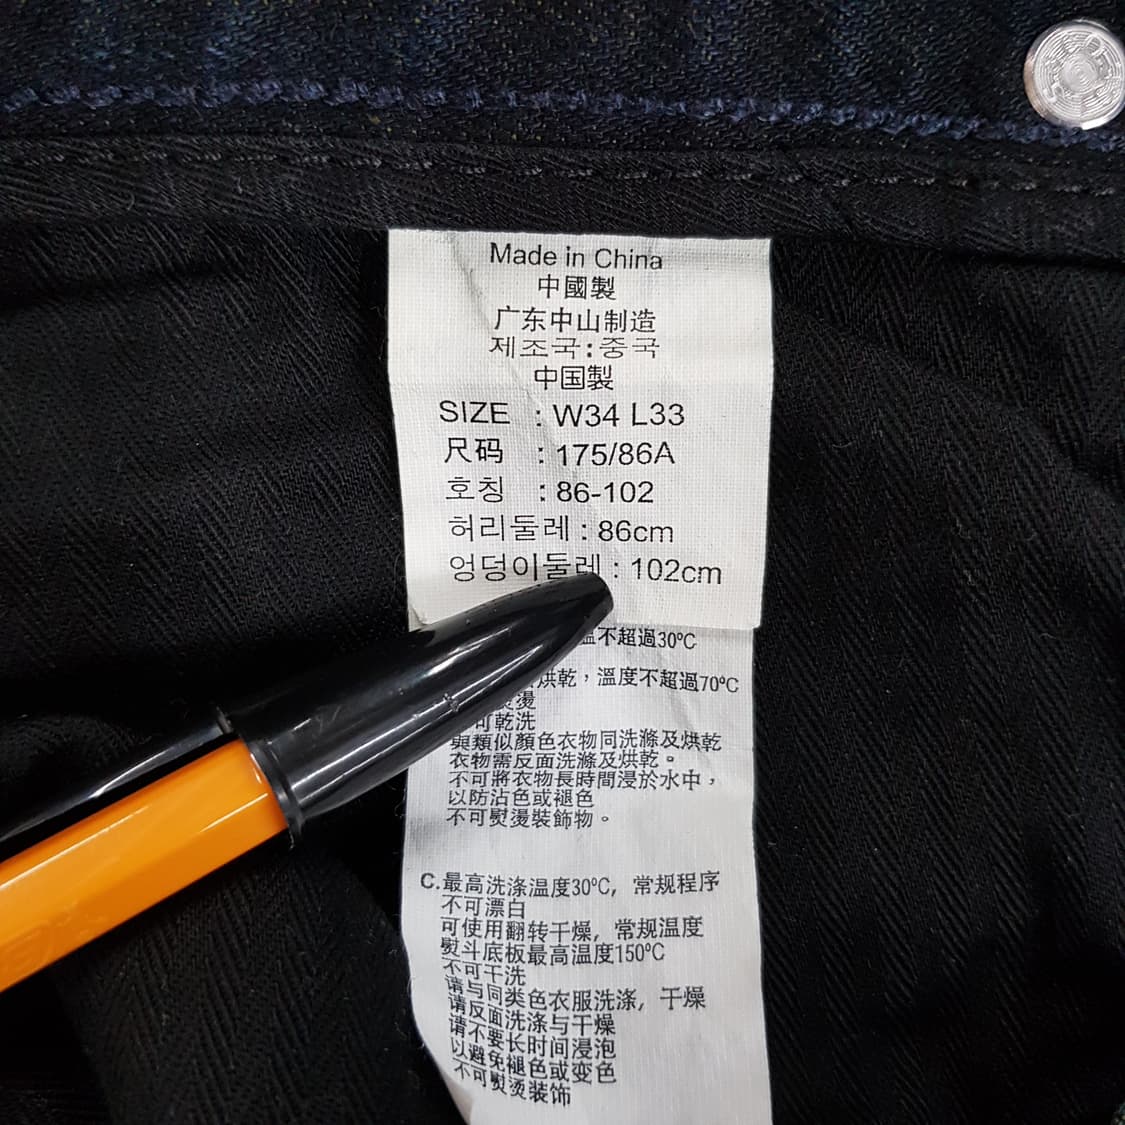 Made in China
中國製
广东中山制造
제조국:중국
中国製
SIZE : W34 L33
尺码 : 175/86A
호칭 : 86-102
허리둘레 : 86cm
엉덩이둘레 : 102cm
溫不超過30ºC
烘乾，溫度不超過70ºC
燙
可乾洗
與類似顏色衣物同洗滌及烘乾
衣物需反面洗滌及烘乾。
不可將衣物長時間浸於水中，
以防沾色或褪色
不可熨燙裝飾物。
C.最高洗涤温度30ºC, 常规程序
不可漂白
可使用翻转干燥, 常规温度
熨斗底板最高温度150ºC
不可干洗
请与同类色衣服洗涤, 干燥
请反面洗涤与干燥
请不要长时间浸泡
以避免褪色或变色
不可熨烫装饰